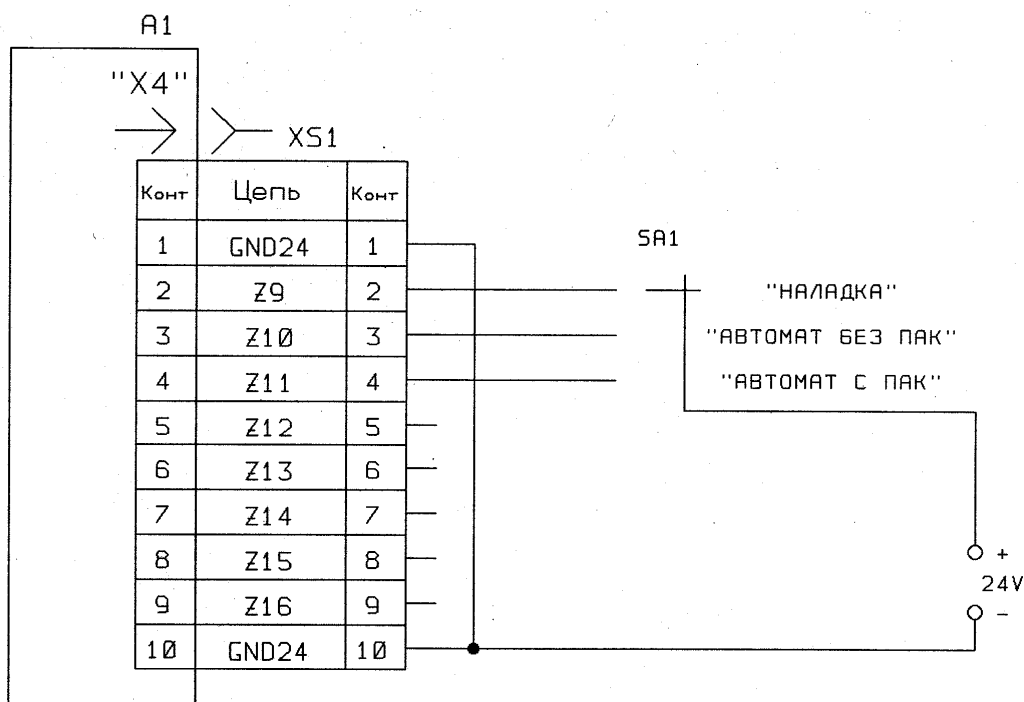 A1
"X4"
XS1
Конт Цепь Конт
1 GND24 1
2 Z9 2
3 Z10 3
4 Z11 4
5 Z12 5
6 Z13 6
7 Z14 7
8 Z15 8
9 Z16 9
10 GND24 10
SA1
"НАЛАДКА"
"АВТОМАТ БЕЗ ПАК"
"АВТОМАТ С ПАК"
+
24V
-